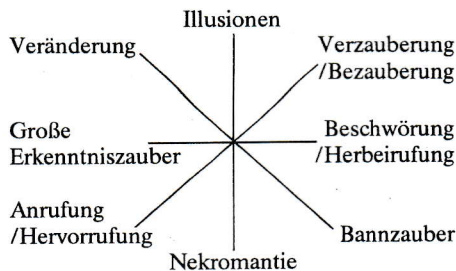 Illusionen
Veränderung
Verzauberung
/Bezauberung
Große
Erkenntniszauber
Beschwörung
/Herbeirufung
Anrufung
/Hervorrufung
Bannzauber
Nekromantie